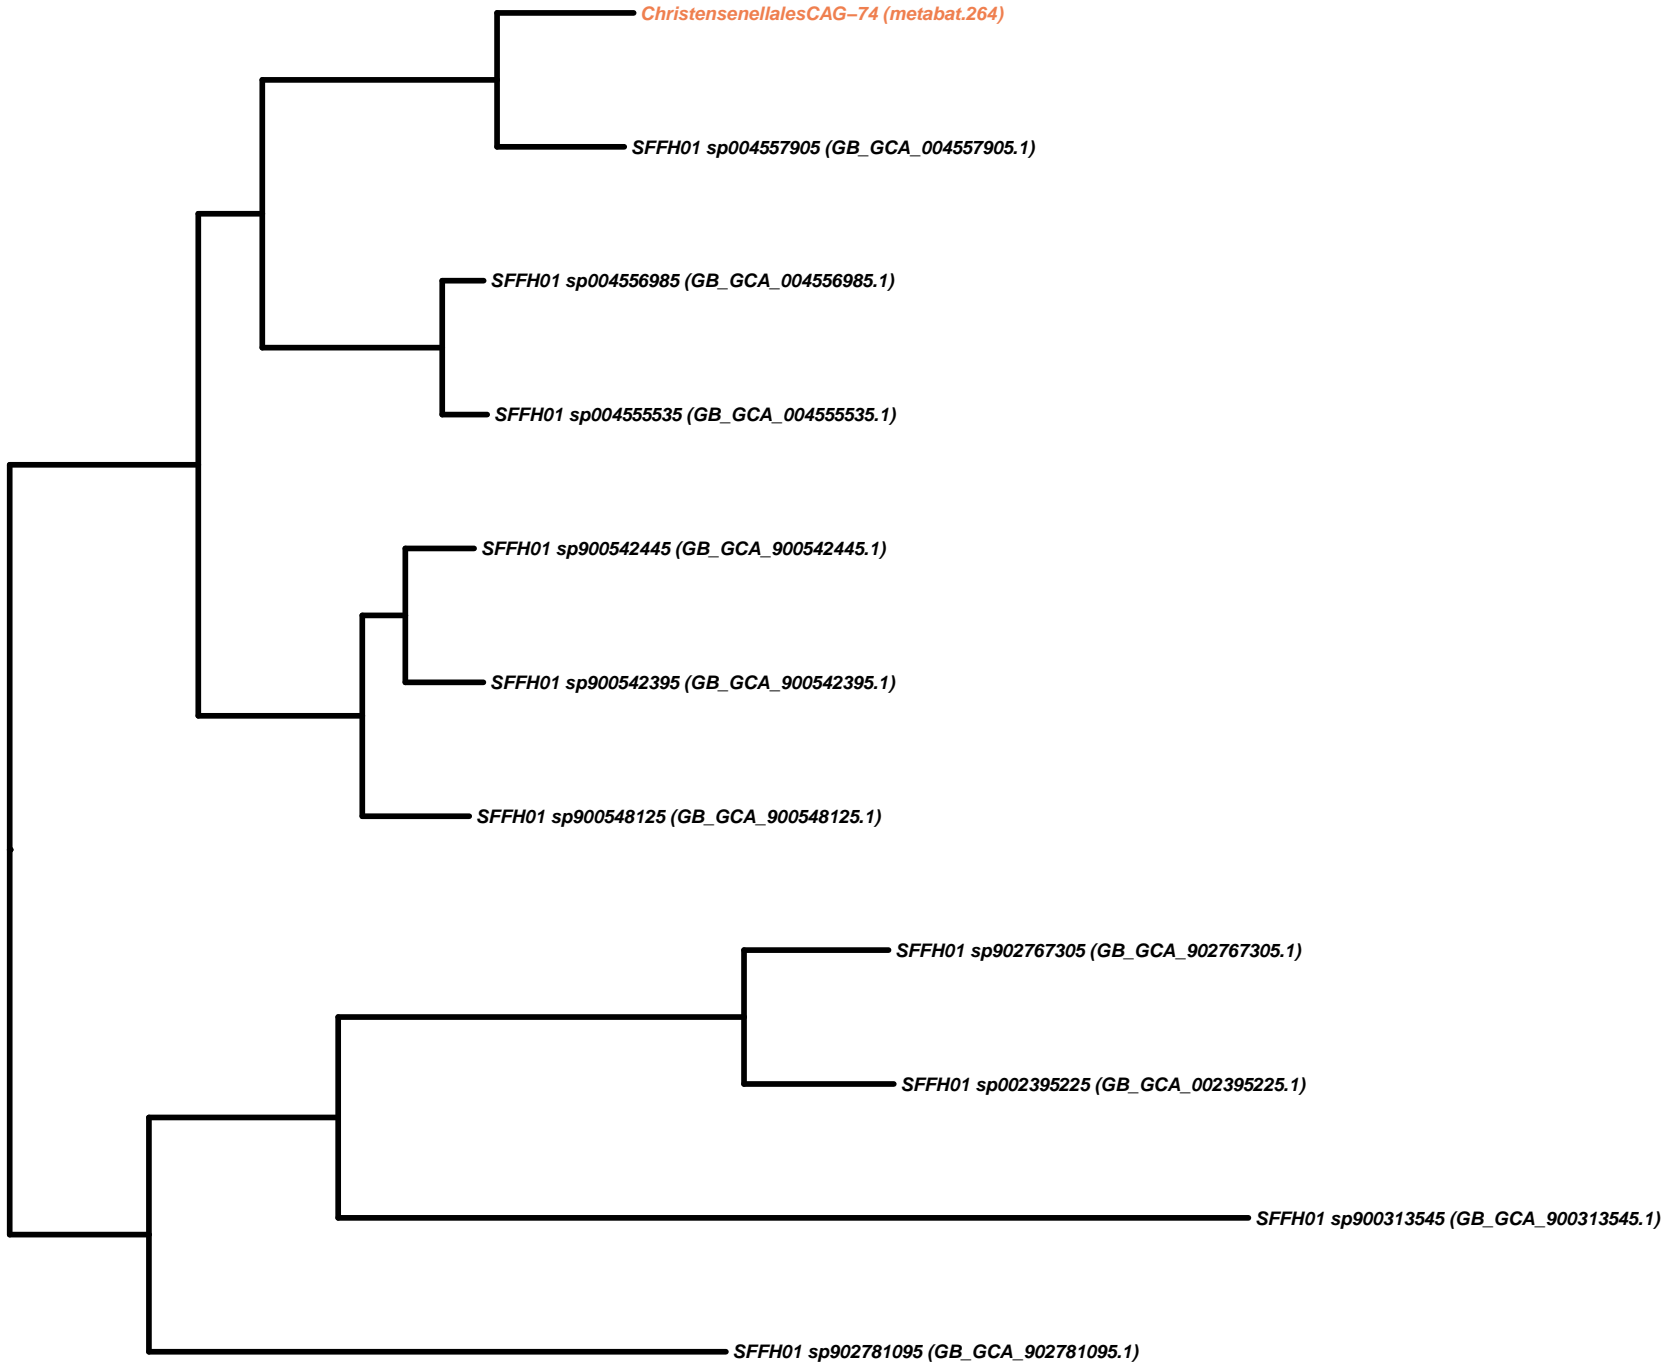 ChristensenellalesCAG–74 (metabat.264)
SFFH01 sp004557905 (GB_GCA_004557905.1)
SFFH01 sp004556985 (GB_GCA_004556985.1)
SFFH01 sp004555535 (GB_GCA_004555535.1)
SFFH01 sp900542445 (GB_GCA_900542445.1)
SFFH01 sp900542395 (GB_GCA_900542395.1)
SFFH01 sp900548125 (GB_GCA_900548125.1)
SFFH01 sp902767305 (GB_GCA_902767305.1)
SFFH01 sp002395225 (GB_GCA_002395225.1)
SFFH01 sp900313545 (GB_GCA_900313545.1)
SFFH01 sp902781095 (GB_GCA_902781095.1)